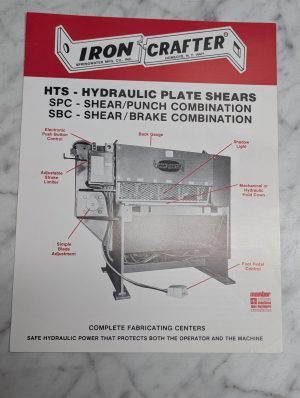 IRON CRAFTER®
SPRINGWATER MFG. CO., INC.
HTS - HYDRAULIC PLATE SHEARS
SPC - SHEAR/PUNCH COMBINATION
SBC - SHEAR/BRAKE COMBINATION
Electronic
Push Button
Control
Back Gauge
Shadow
Light
Adjustable
Stroke
Limiter
Mechanical or
Hydraulic
Hold Down
Simple
Blade
Adjustment
Foot Pedal
Control
member
COMPLETE FABRICATING CENTERS
SAFE HYDRAULIC POWER THAT PROTECTS BOTH THE OPERATOR AND THE MACHINE